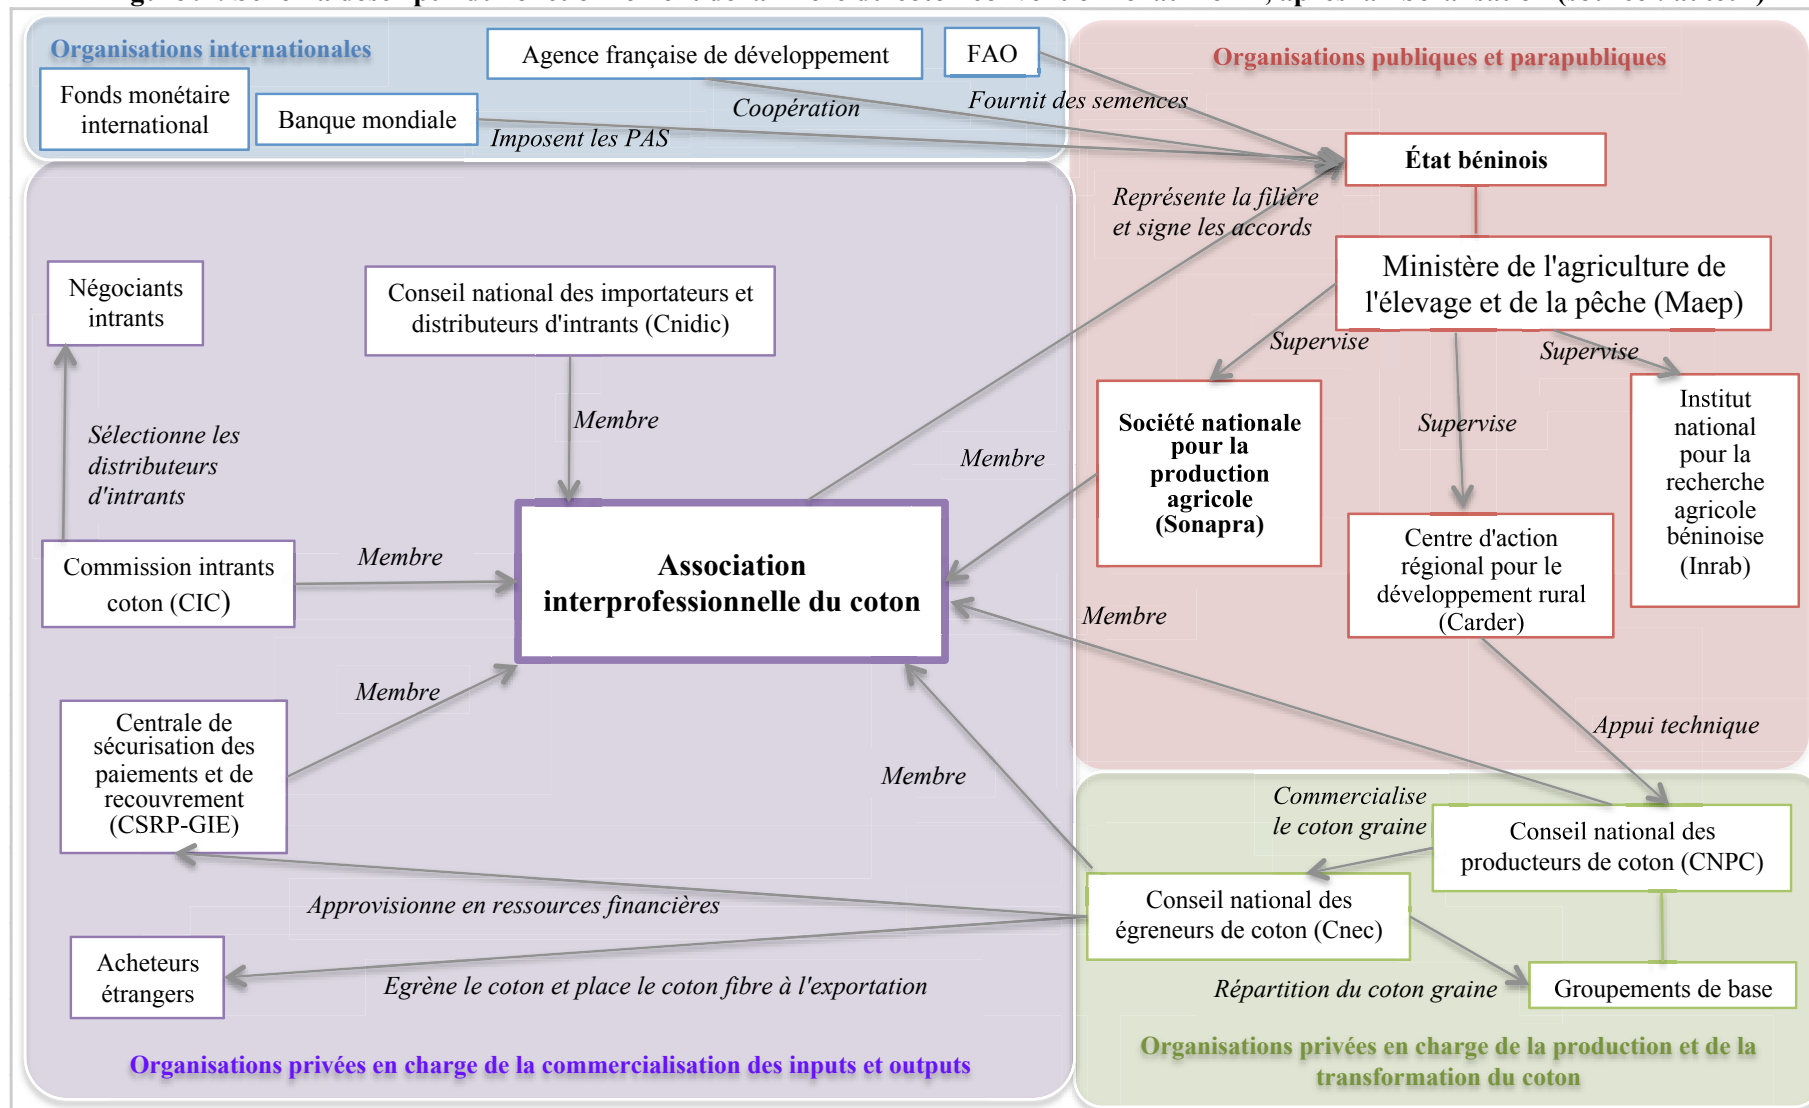 Organisations internationales
Agence française de développement
FAO
Fonds monétaire
international
Banque mondiale
Coopération
Fournit des semences
Imposent les PAS
Organisations publiques et parapubliques
État béninois
Représente la filière
et signe les accords
Ministère de l'agriculture de
l'élevage et de la pêche (Maep)
Supervise
Supervise
Supervise
Société nationale
pour la
production
agricole
(Sonapra)
Institut
national
pour la
recherche
agricole
béninoise
(Inrab)
Centre d'action
régional pour le
développement rural
(Carder)
Appui technique
Négociants
intrants
Conseil national des importateurs et
distributeurs d'intrants (Cnidic)
Sélectionne les
distributeurs
d'intrants
Membre
Membre
Commission intrants
coton (CIC)
Membre
Association
interprofessionnelle du coton
Membre
Membre
Centrale de
sécurisation des
paiements et de
recouvrement
(CSRP-GIE)
Membre
Approvisionne en ressources financières
Acheteurs
étrangers
Egrène le coton et place le coton fibre à l'exportation
Organisations privées en charge de la commercialisation des inputs et outputs
Commercialise
le coton graine
Conseil national des
producteurs de coton (CNPC)
Conseil national des
égreneurs de coton (Cnec)
Répartition du coton graine
Groupements de base
Organisations privées en charge de la production et de la
transformation du coton